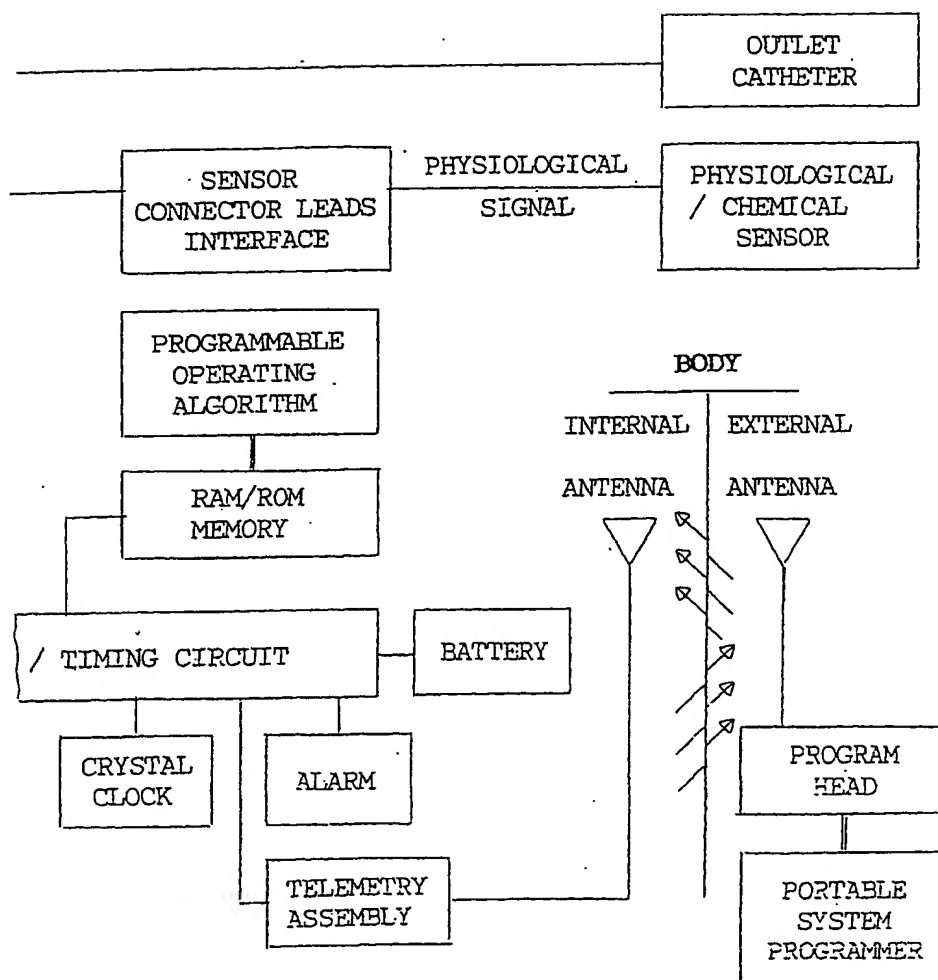 OUTLET
CATHETER
SENSOR
CONNECTOR LEADS
INTERFACE
PHYSIOLOGICAL
SIGNAL
PHYSIOLOGICAL
/ CHEMICAL
SENSOR
PROGRAMMABLE
OPERATING
ALGORITHM
RAM/ROM
MEMORY
BODY
INTERNAL
EXTERNAL
ANTENNA
ANTENNA
/ TIMING CIRCUIT
BATTERY
CRYSTAL
CLOCK
ALARM
PROGRAM
HEAD
TELEMETRY
ASSEMBLY
PORTABLE
SYSTEM
PROGRAMMER